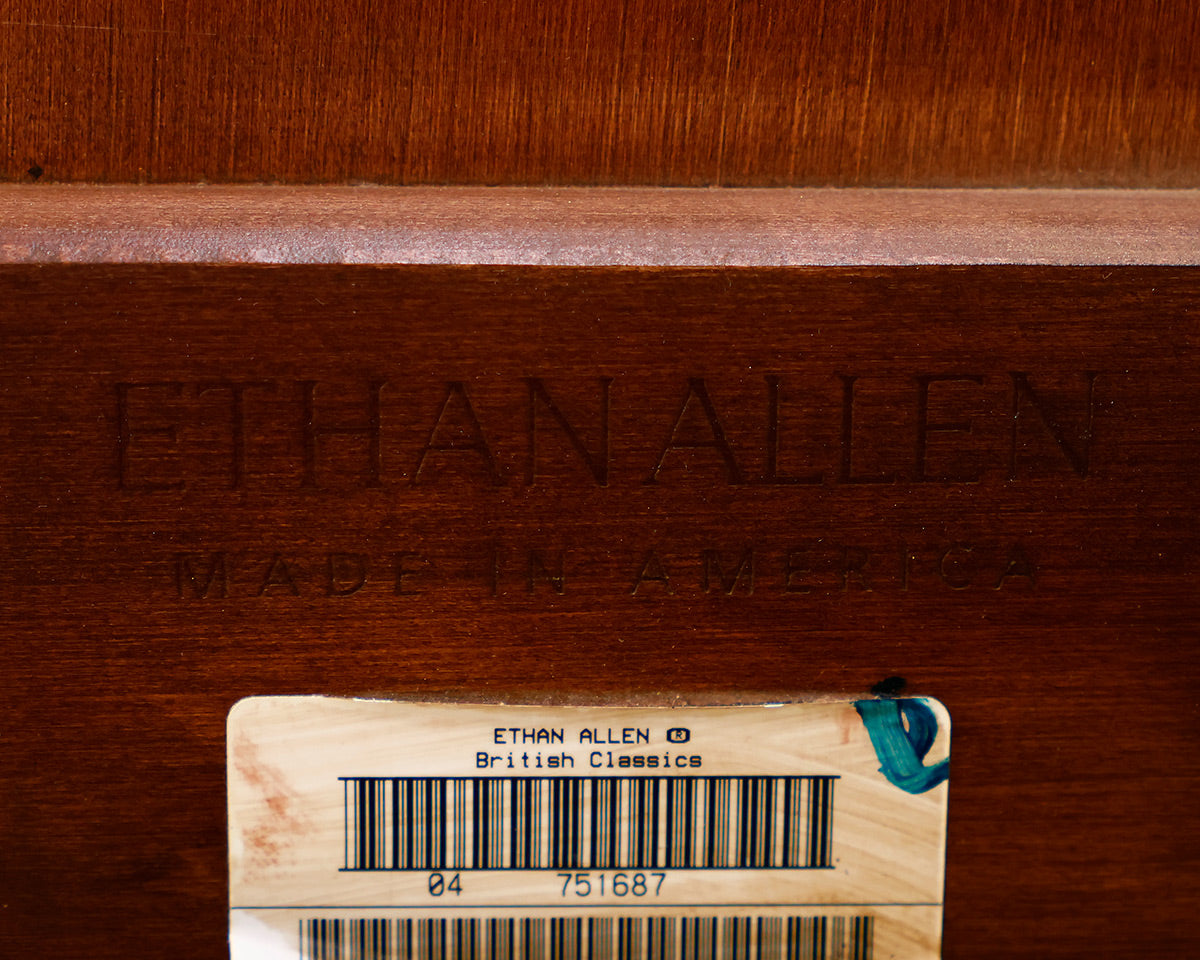 ETHAN ALLEN
MADE IN AMERICA
ETHAN ALLEN ®
British Classics
04 751687